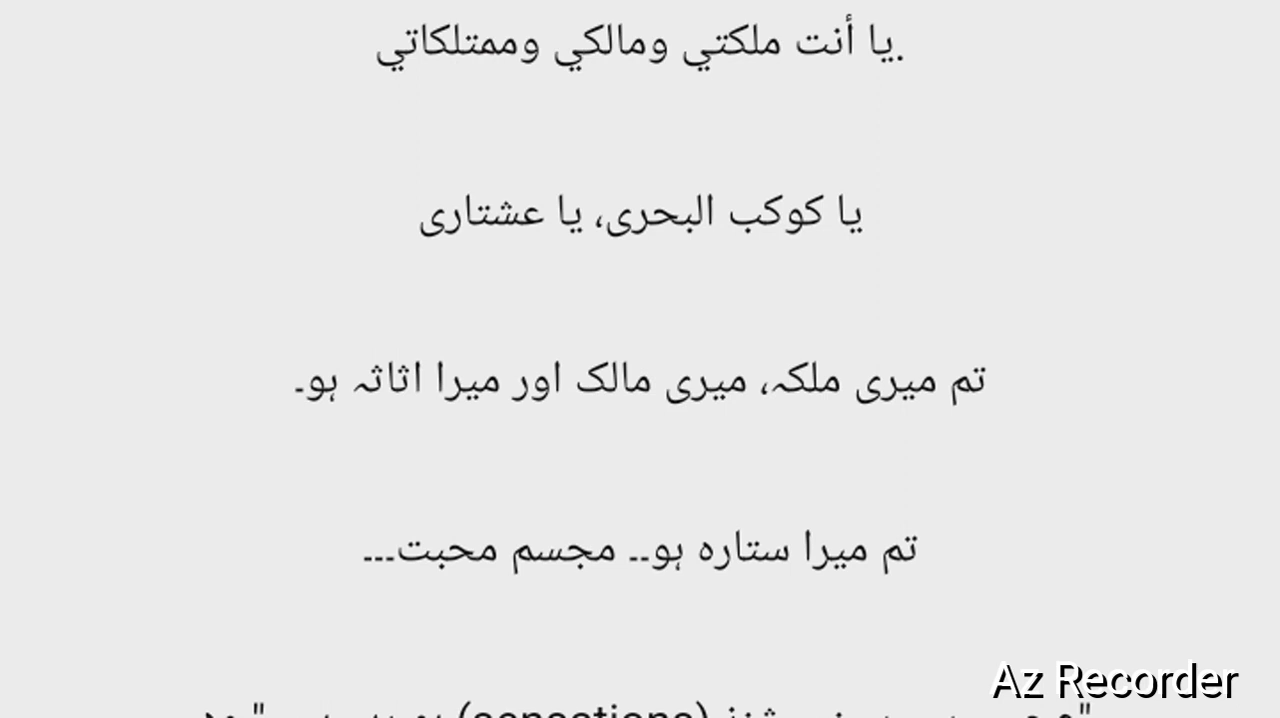 .يا أنت ملكتي ومالكي وممتلكاتي
يا كوكب البحرى، يا عشتارى
تم میری ملکہ، میری مالک اور میرا اثاثہ ہو۔
تم میرا ستارہ ہو۔۔ مجسم محبت۔۔۔
(sensations)
Az Recorder